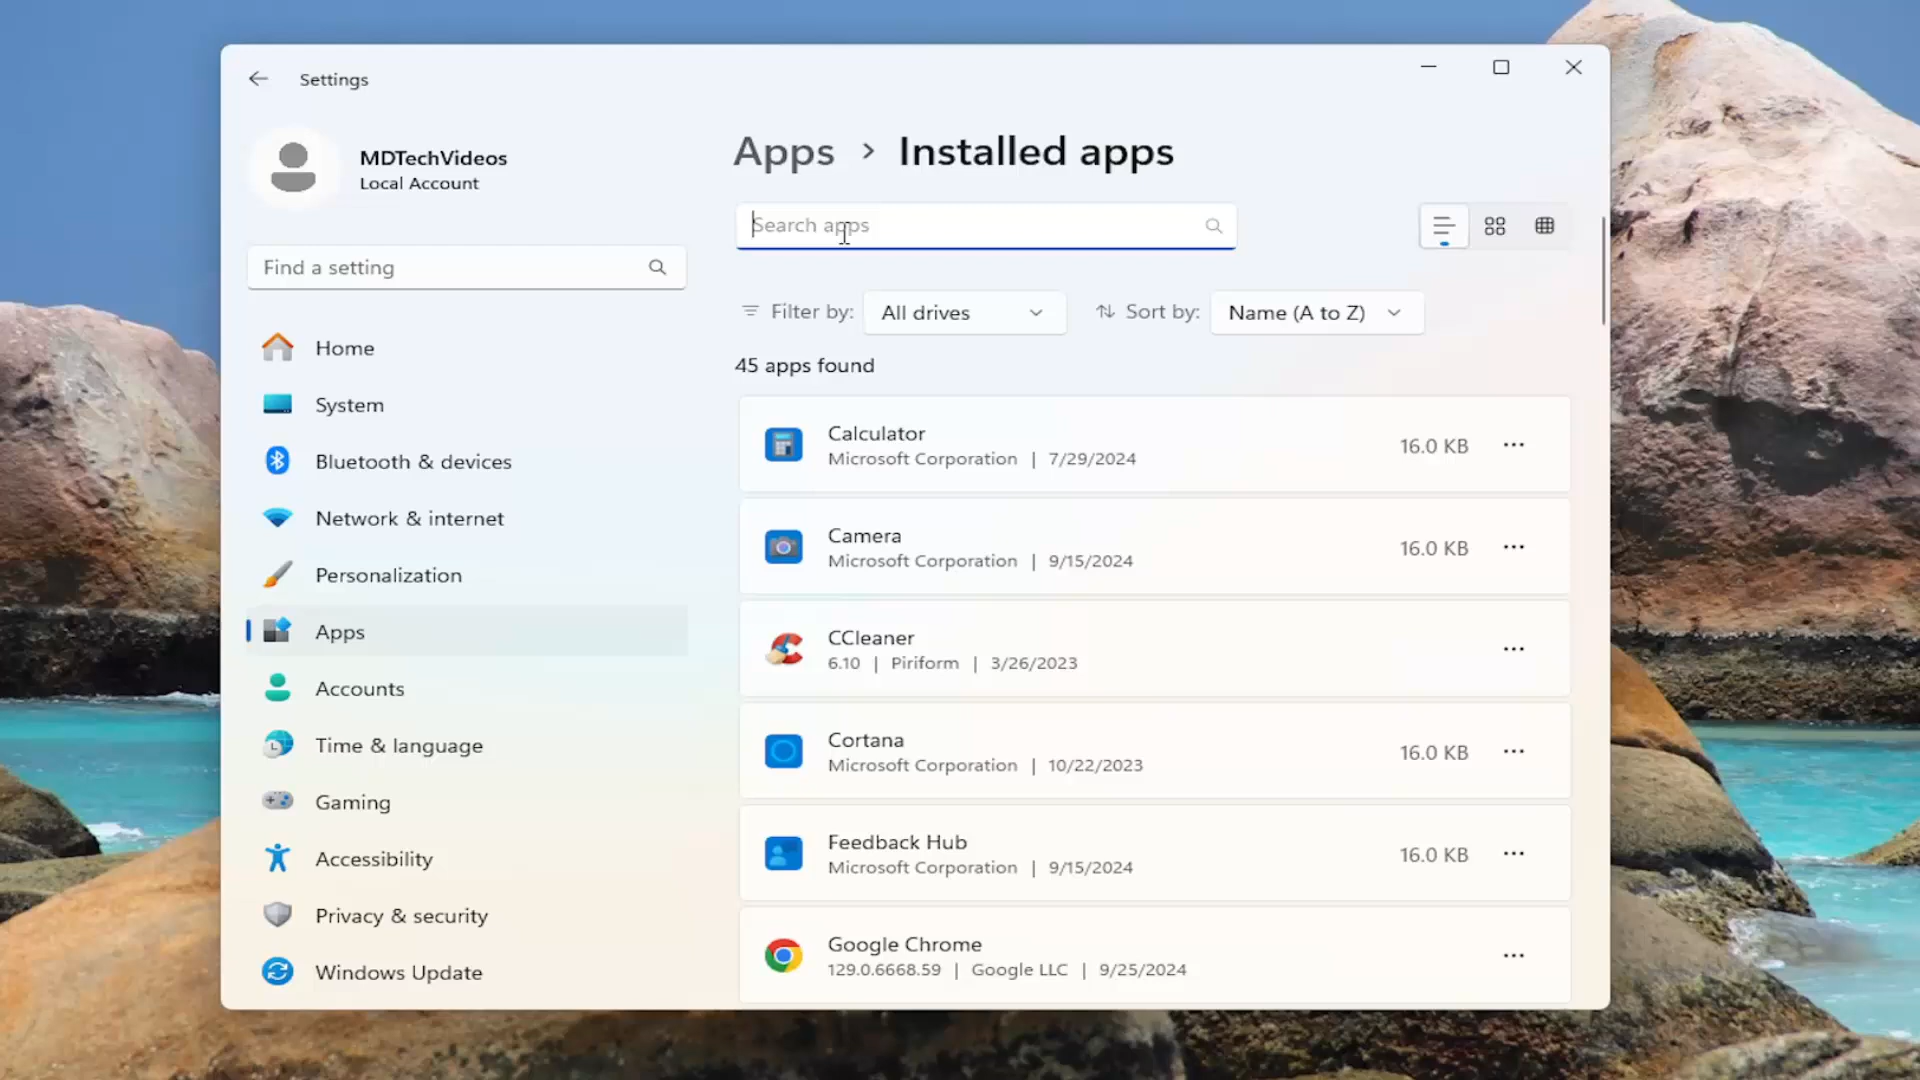 Settings
MDTechVideos
Local Account
Find a setting
Home
System
Bluetooth & devices
Network & internet
Personalization
Apps
Accounts
Time & language
Gaming
Accessibility
Privacy & security
Windows Update
Apps > Installed apps
Search apps
Filter by: All drives Sort by: Name (A to Z)
45 apps found
Calculator
Microsoft Corporation | 7/29/2024
16.0 KB
Camera
Microsoft Corporation | 9/15/2024
16.0 KB
CCleaner
6.10 | Piriform | 3/26/2023
Cortana
Microsoft Corporation | 10/22/2023
16.0 KB
Feedback Hub
Microsoft Corporation | 9/15/2024
16.0 KB
Google Chrome
129.0.6668.59 | Google LLC | 9/25/2024